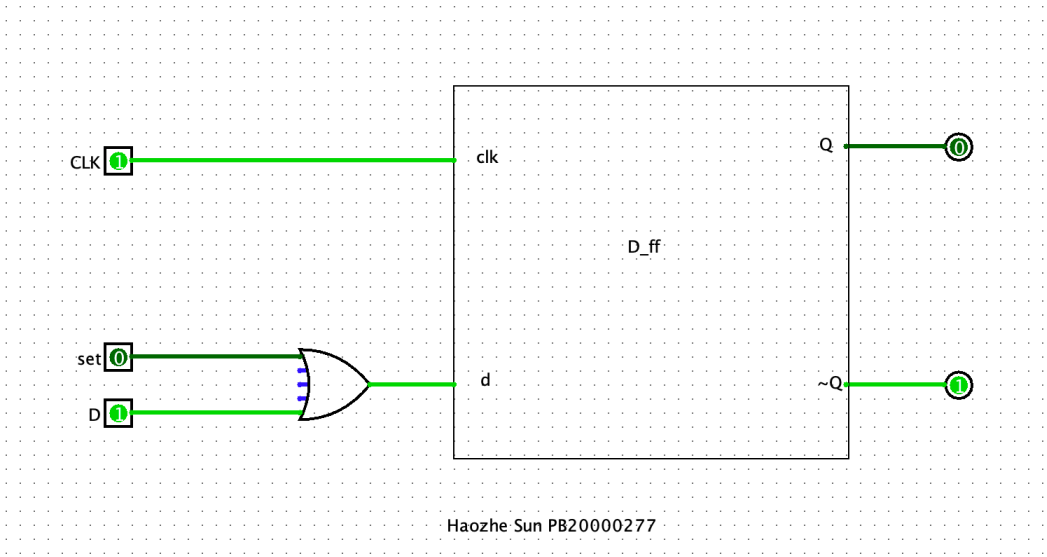 CLK 1 clk Q 0
D_ff
set 0
D 1 d ~Q 1
Haozhe Sun PB20000277